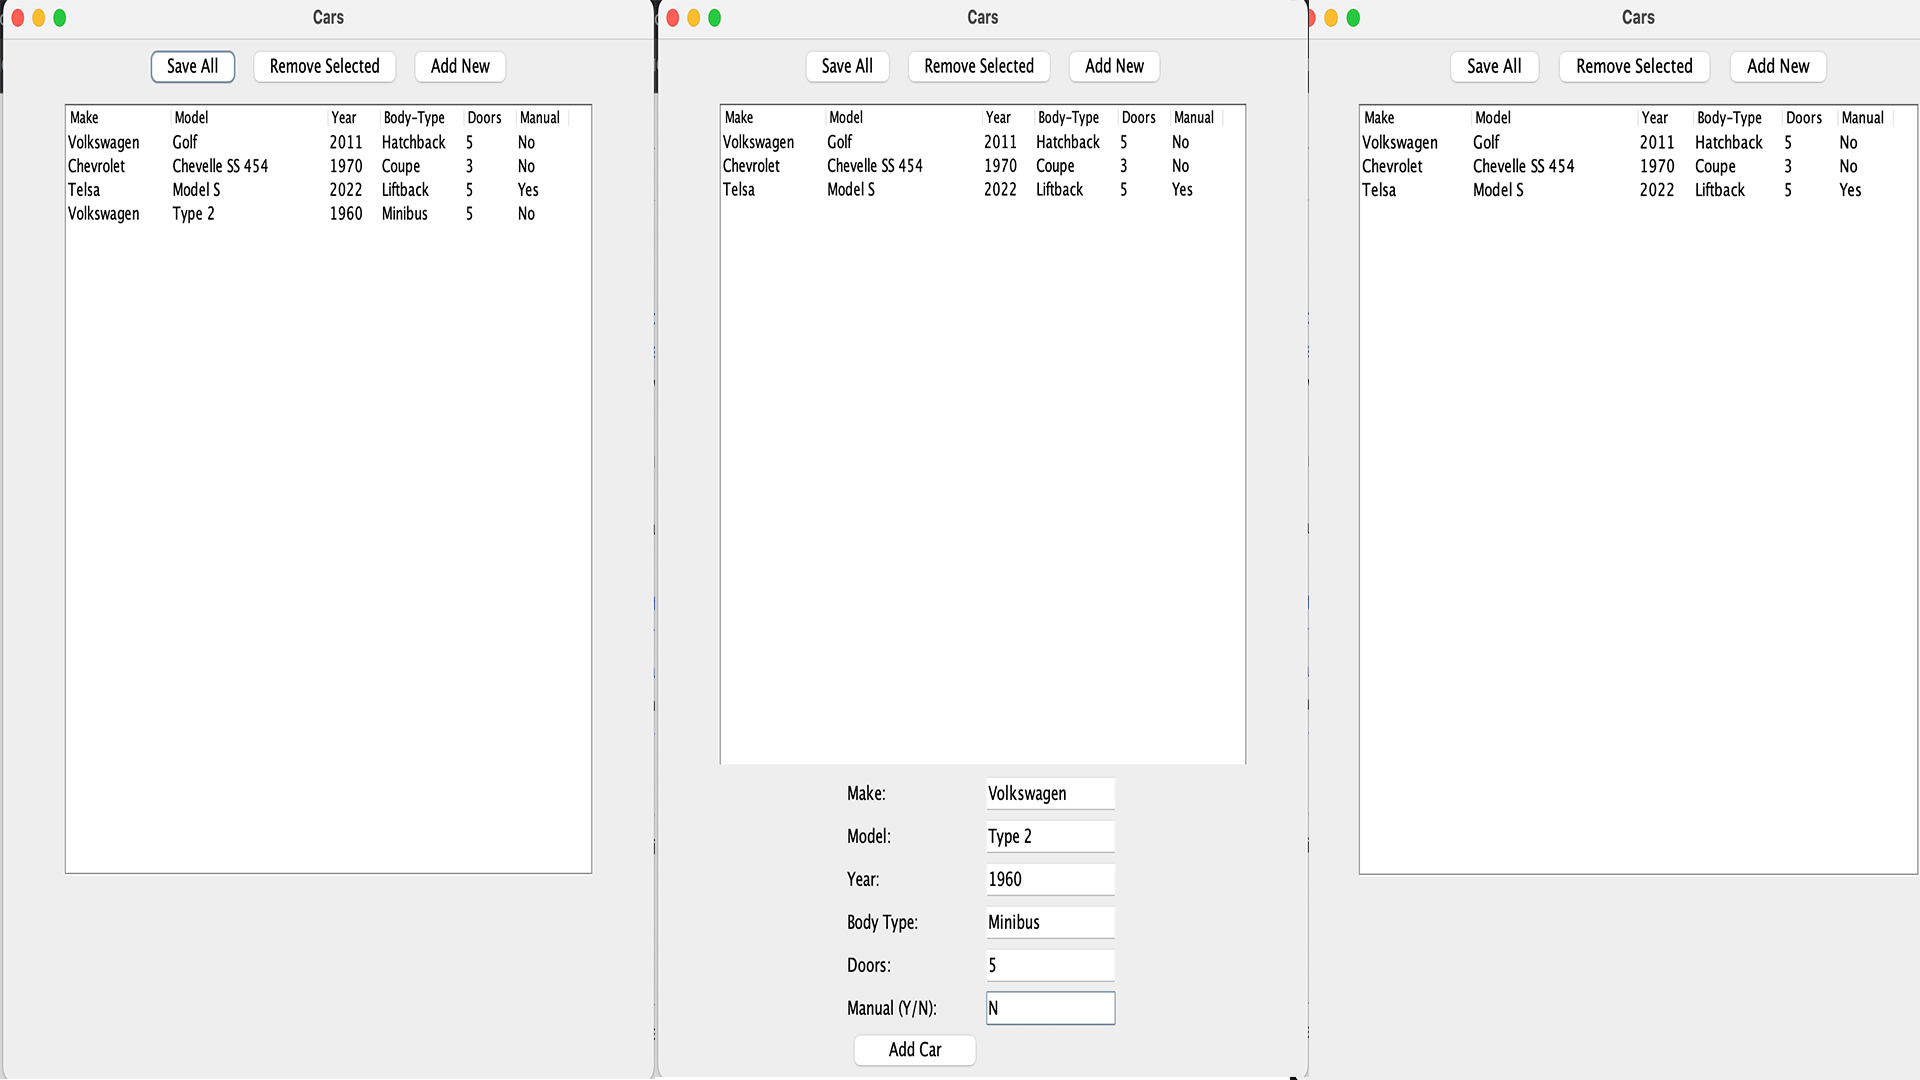 Cars
Save All Remove Selected Add New
Make Model Year Body-Type Doors Manual
Volkswagen Golf 2011 Hatchback 5 No
Chevrolet Chevelle SS 454 1970 Coupe 3 No
Telsa Model S 2022 Liftback 5 Yes
Volkswagen Type 2 1960 Minibus 5 No
Cars
Save All Remove Selected Add New
Make Model Year Body-Type Doors Manual
Volkswagen Golf 2011 Hatchback 5 No
Chevrolet Chevelle SS 454 1970 Coupe 3 No
Telsa Model S 2022 Liftback 5 Yes
Make: Volkswagen
Model: Type 2
Year: 1960
Body Type: Minibus
Doors: 5
Manual (Y/N): N
Add Car
Cars
Save All Remove Selected Add New
Make Model Year Body-Type Doors Manual
Volkswagen Golf 2011 Hatchback 5 No
Chevrolet Chevelle SS 454 1970 Coupe 3 No
Telsa Model S 2022 Liftback 5 Yes